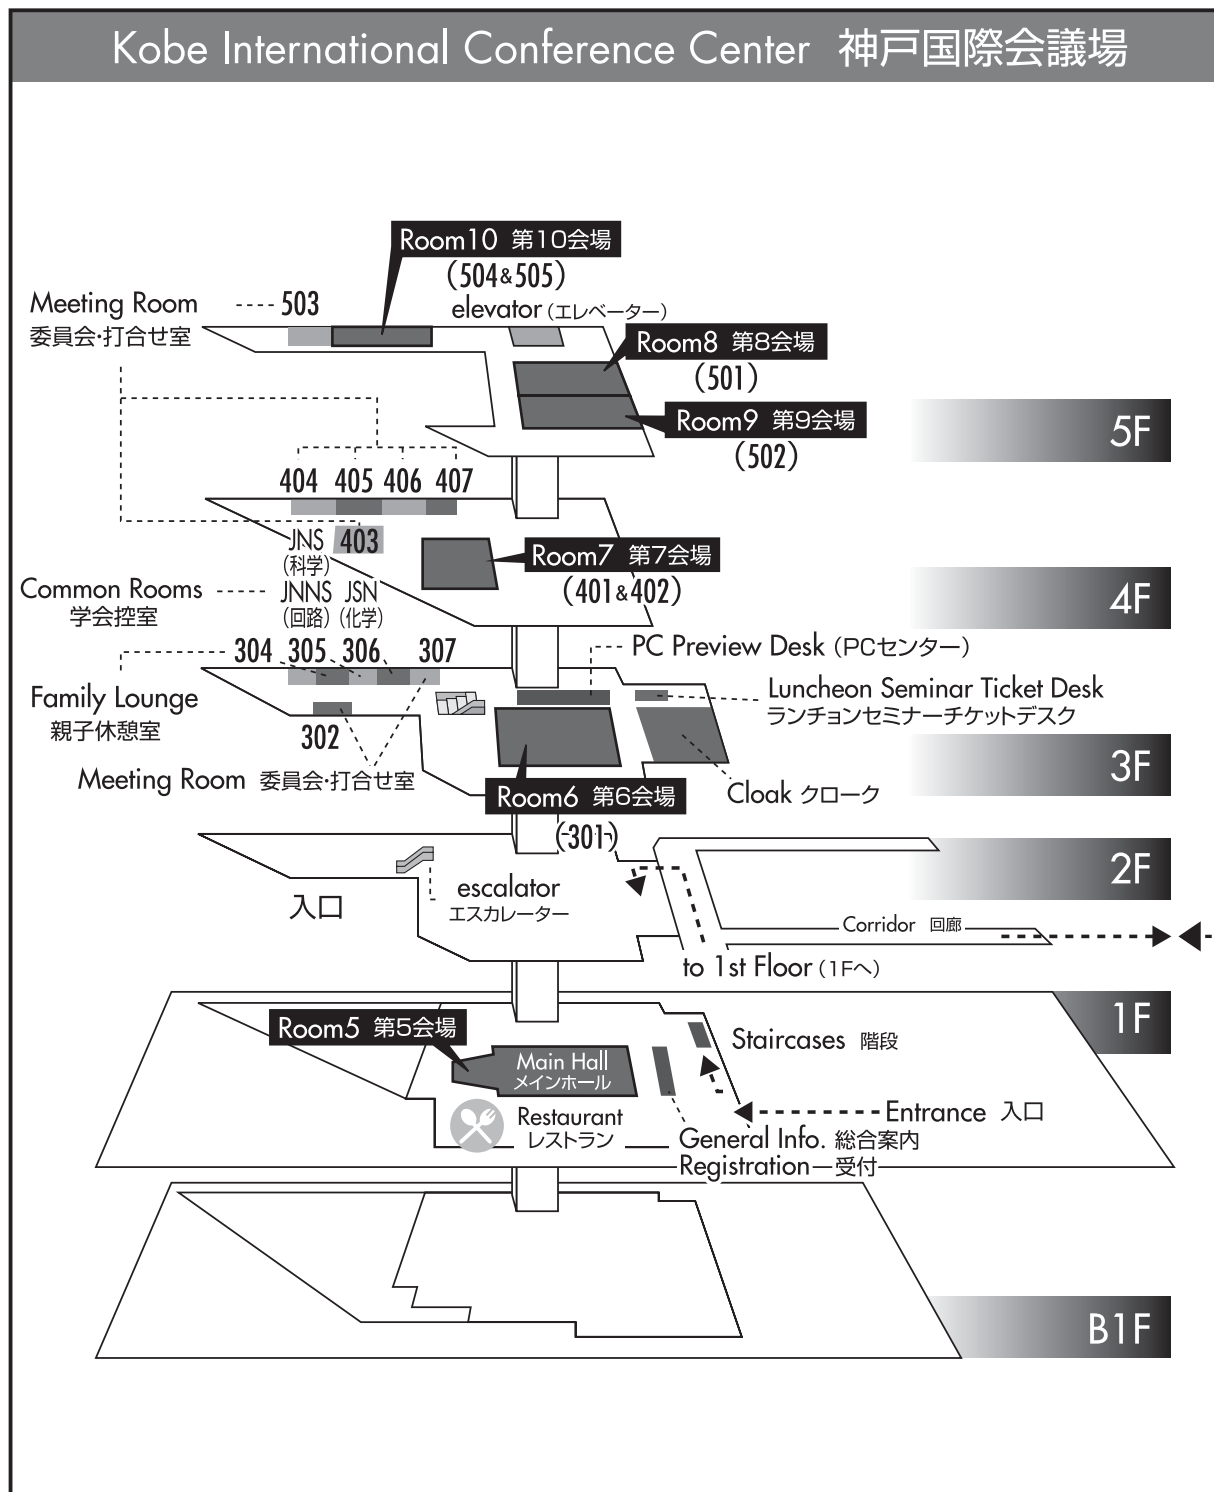 Kobe International Conference Center 神戸国際会議場
Room10 第10会場
(504&505)
Meeting Room 503
委員会・打合せ室
elevator (エレベーター)
Room8 第8会場
(501)
Room9 第9会場
(502)
5F
404 405 406 407
JNS 403
(科学)
Room7 第7会場
(401&402)
Common Rooms JNNS JSN
学会控室 (回路) (化学)
4F
PC Preview Desk (PCセンター)
304 305 306 307
Family Lounge
親子休憩室
Luncheon Seminar Ticket Desk
ランチョンセミナーチケットデスク
302
Meeting Room 委員会・打合せ室
Cloak クローク
3F
Room6 第6会場
(301)
2F
escalator
エスカレーター
入口
Corridor 回廊
to 1st Floor (1Fへ)
1F
Room5 第5会場
Main Hall
メインホール
Staircases 階段
Restaurant
レストラン
Entrance 入口
General Info. 総合案内
Registration 受付
B1F